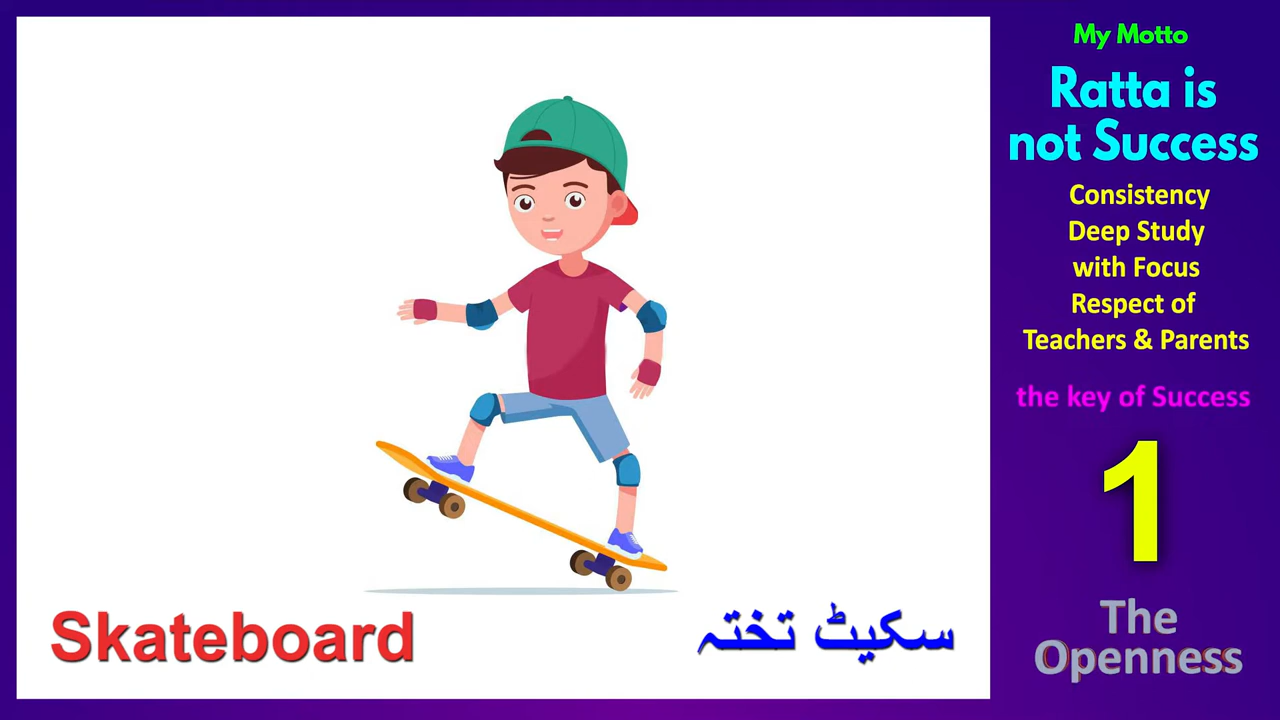 My Motto
Ratta is
not Success
Consistency
Deep Study
with Focus
Respect of
Teachers & Parents
the key of Success
1
The
Openness
Skateboard
سکیٹ تختہ